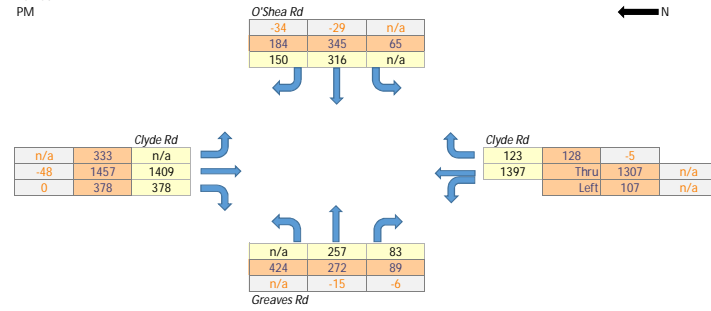 PM
O'Shea Rd
N
-34 -29 n/a
184 345 65
150 316 n/a
Clyde Rd
Clyde Rd
n/a 333 n/a
123 128 -5
-48 1457 1409
1397 Thru 1307 n/a
0 378 378
Left 107 n/a
n/a 257 83
424 272 89
n/a -15 -6
Greaves Rd